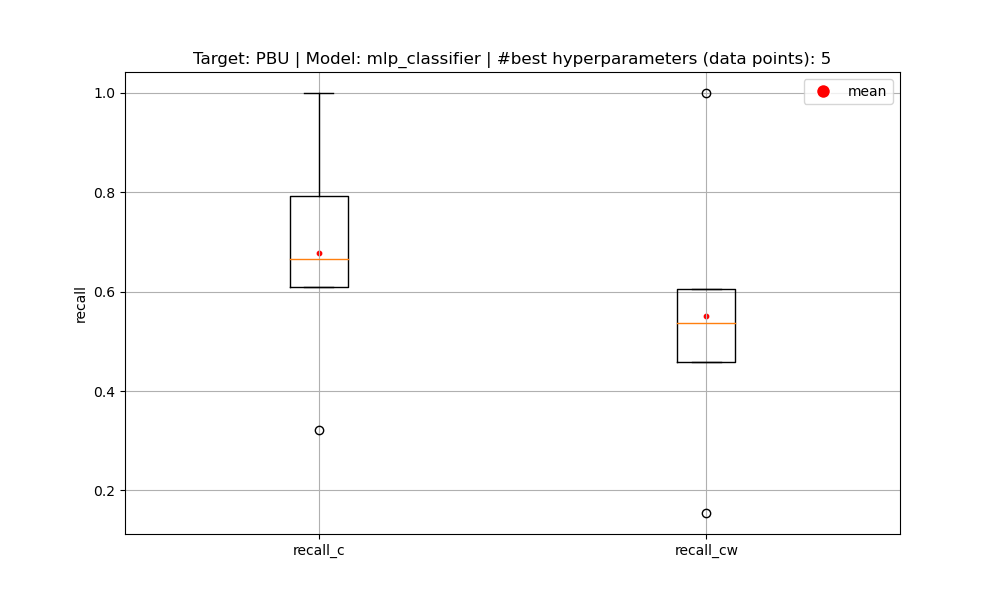 Target: PBU | Model: mlp_classifier | #best hyperparameters (data points): 5
mean
1.0
0.8
0.6
0.4
0.2
recall
recall_c
recall_cw